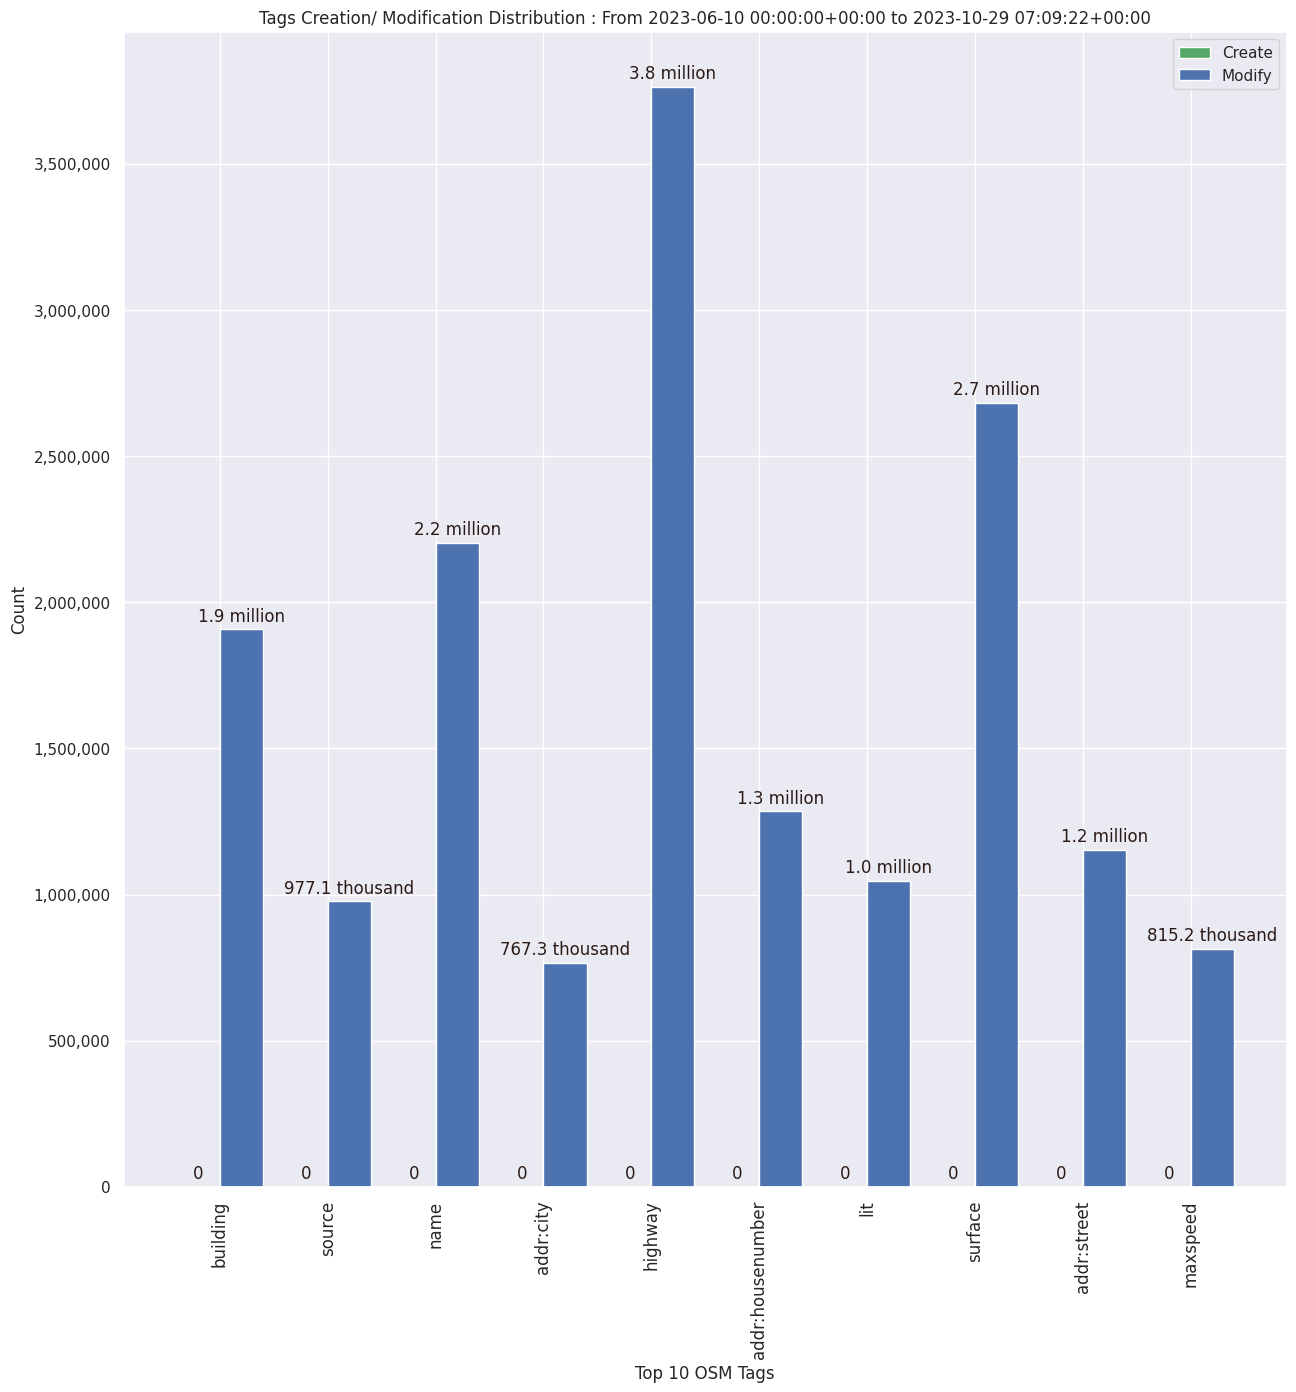 Tags Creation/ Modification Distribution : From 2023-06-10 00:00:00+00:00 to 2023-10-29 07:09:22+00:00
Create
Modify
3.8 million
3,500,000
3,000,000
2.7 million
2,500,000
2.2 million
2,000,000
1.9 million
Count
1,500,000
1.3 million
1.2 million
1.0 million
1,000,000
977.1 thousand
815.2 thousand
767.3 thousand
500,000
0 0 0 0 0 0 0 0 0 0
0
building
source
name
addr:city
highway
addr:housenumber
lit
surface
addr:street
maxspeed
Top 10 OSM Tags